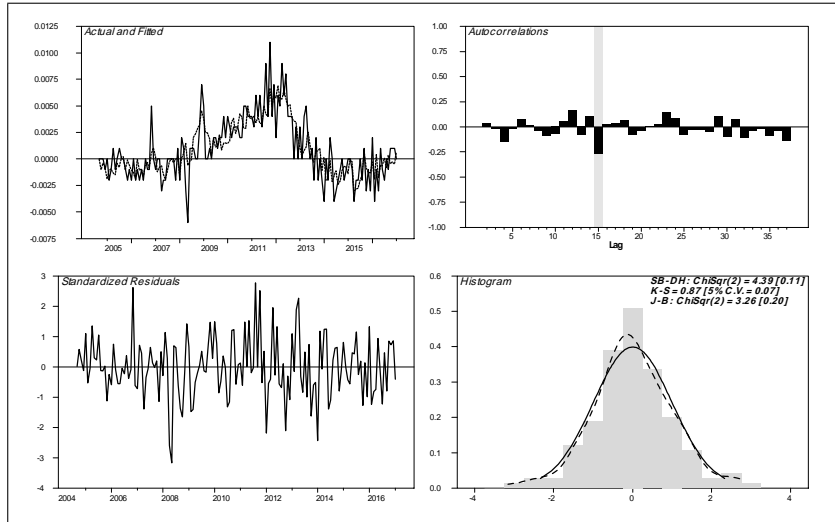 Actual and Fitted
0.0125
0.0100
0.0075
0.0050
0.0025
0.0000
-0.0025
-0.0050
-0.0075
2005 2007 2009 2011 2013 2015
Autocorrelations
1.00
0.75
0.50
0.25
0.00
-0.25
-0.50
-0.75
-1.00
5 10 15 20 25 30 35
Lag
Standardized Residuals
3
2
1
0
-1
-2
-3
-4
2004 2006 2008 2010 2012 2014 2016
Histogram
SB-DH: ChiSqr(2) = 4.39 [0.11]
K-S = 0.87 [5% C.V. = 0.07]
J-B: ChiSqr(2) = 3.26 [0.20]
0.6
0.5
0.4
0.3
0.2
0.1
0.0
-4 -2 0 2 4